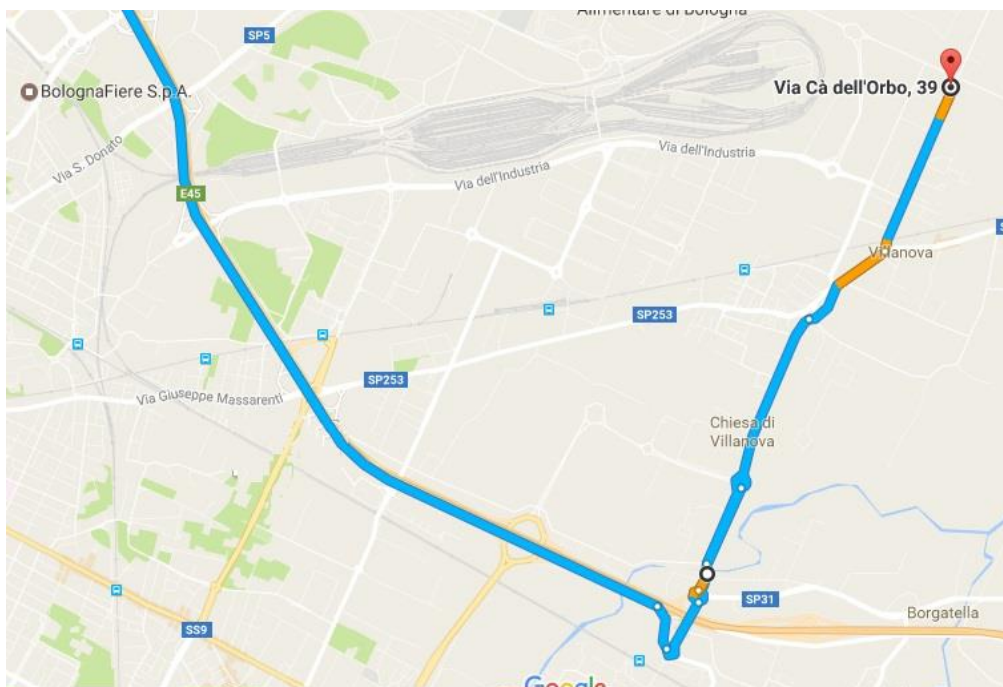 Alimentare di Bologna
SP5
BolognaFiere S.p.A.
Via Cà dell'Orbo, 39
Via S. Donato
Via dell'Industria
Via dell'Industria
E45
Villanova
SP253
SP253
Via Giuseppe Massarenti
Chiesa di
Villanova
SP31
Borgatella
SS9
Google